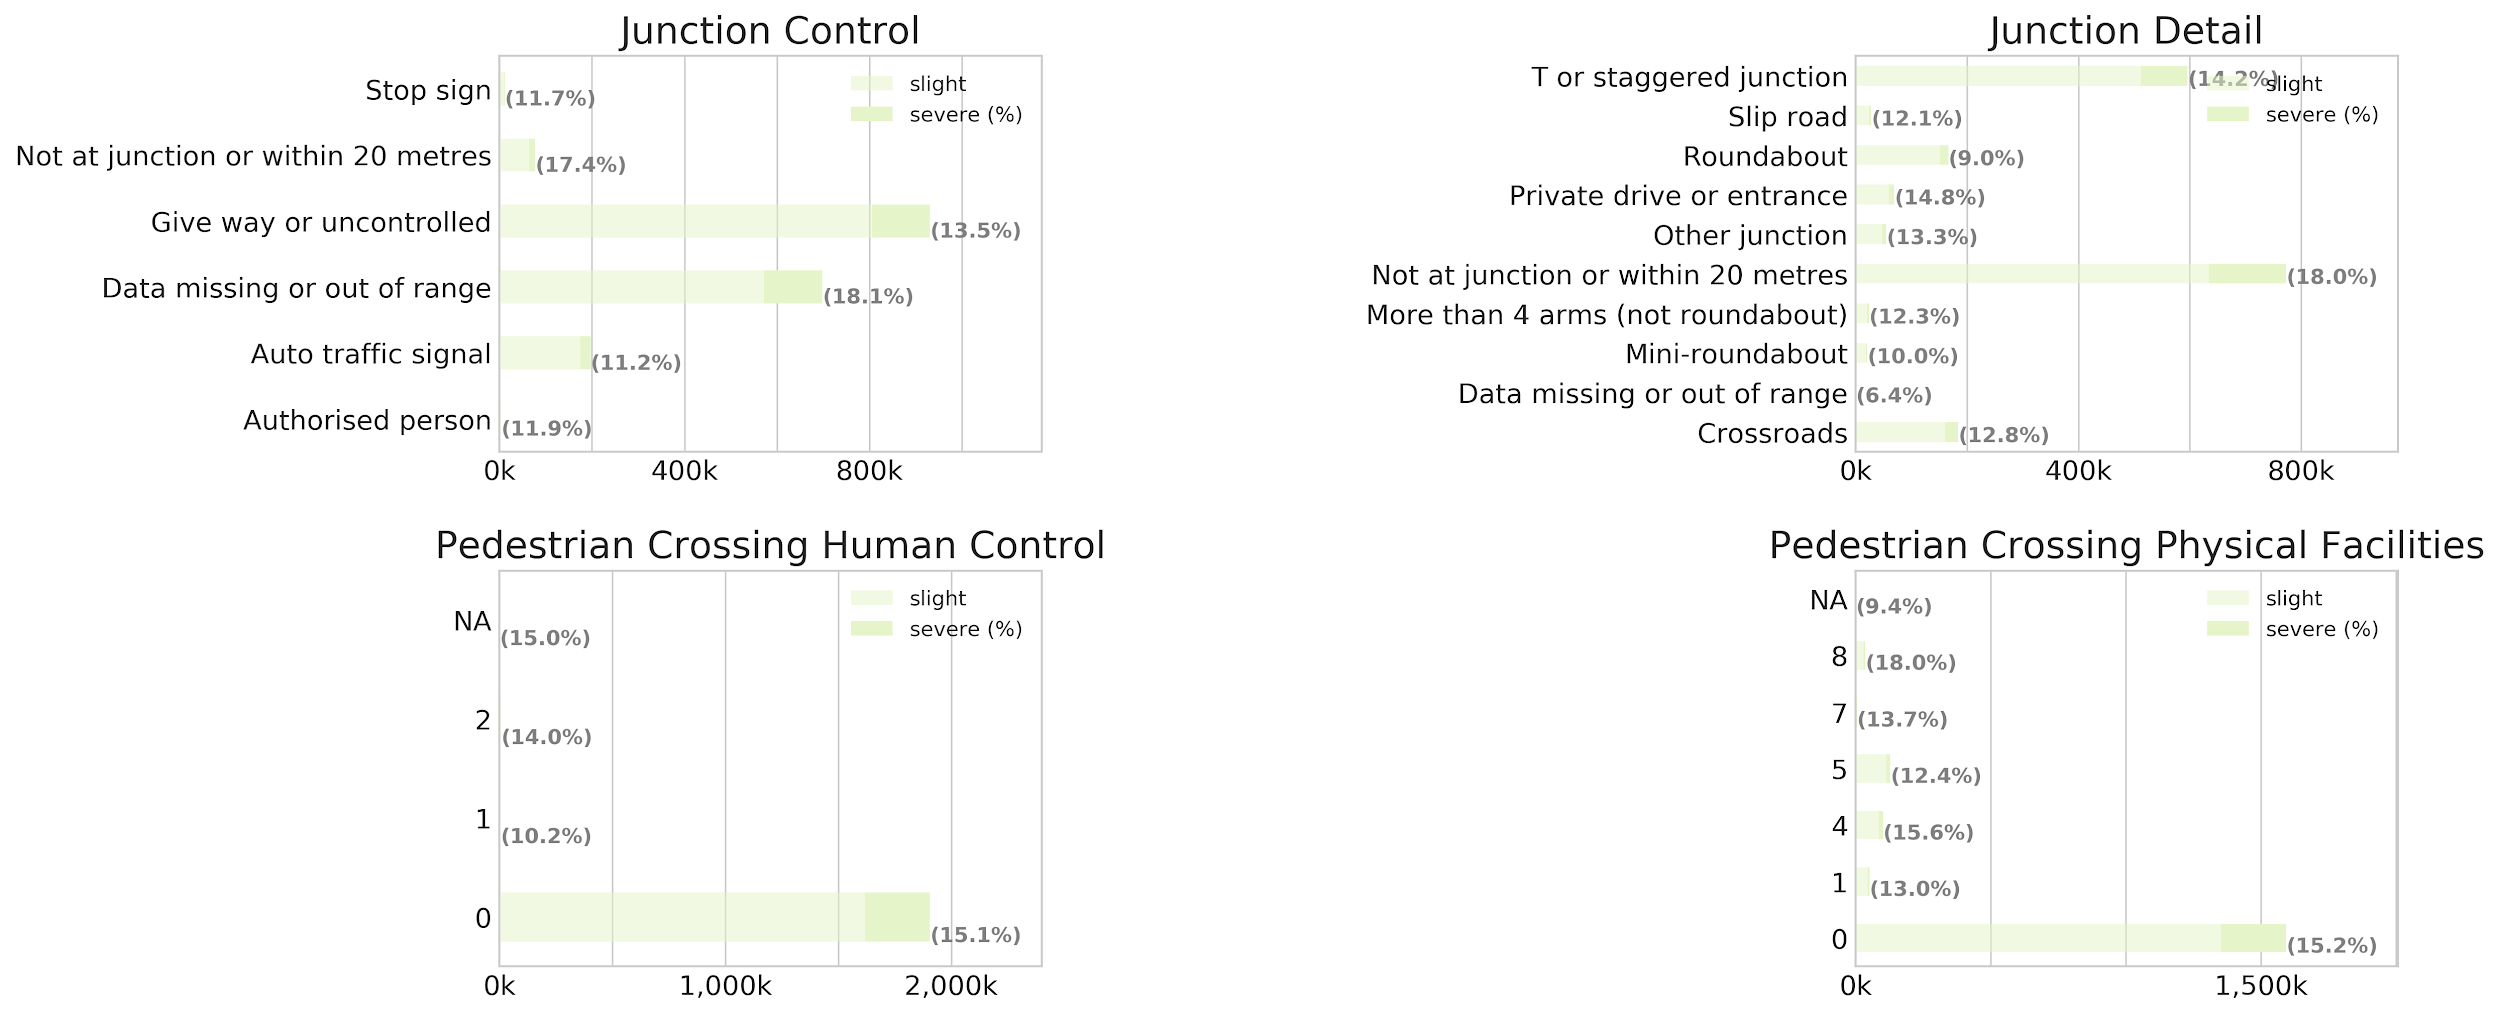 Junction Control
Stop sign
(11.7%)
slight
severe (%)
Not at junction or within 20 metres
(17.4%)
Give way or uncontrolled
(13.5%)
Data missing or out of range
(18.1%)
Auto traffic signal
(11.2%)
Authorised person
(11.9%)
0k 400k 800k
Junction Detail
T or staggered junction
(14.2%)
slight
severe (%)
Slip road
(12.1%)
Roundabout
(9.0%)
Private drive or entrance
(14.8%)
Other junction
(13.3%)
Not at junction or within 20 metres
(18.0%)
More than 4 arms (not roundabout)
(12.3%)
Mini-roundabout
(10.0%)
Data missing or out of range
(6.4%)
Crossroads
(12.8%)
0k 400k 800k
Pedestrian Crossing Human Control
slight
severe (%)
NA
(15.0%)
2
(14.0%)
1
(10.2%)
0
(15.1%)
0k 1,000k 2,000k
Pedestrian Crossing Physical Facilities
slight
severe (%)
NA
(9.4%)
8
(18.0%)
7
(13.7%)
5
(12.4%)
4
(15.6%)
1
(13.0%)
0
(15.2%)
0k 1,500k